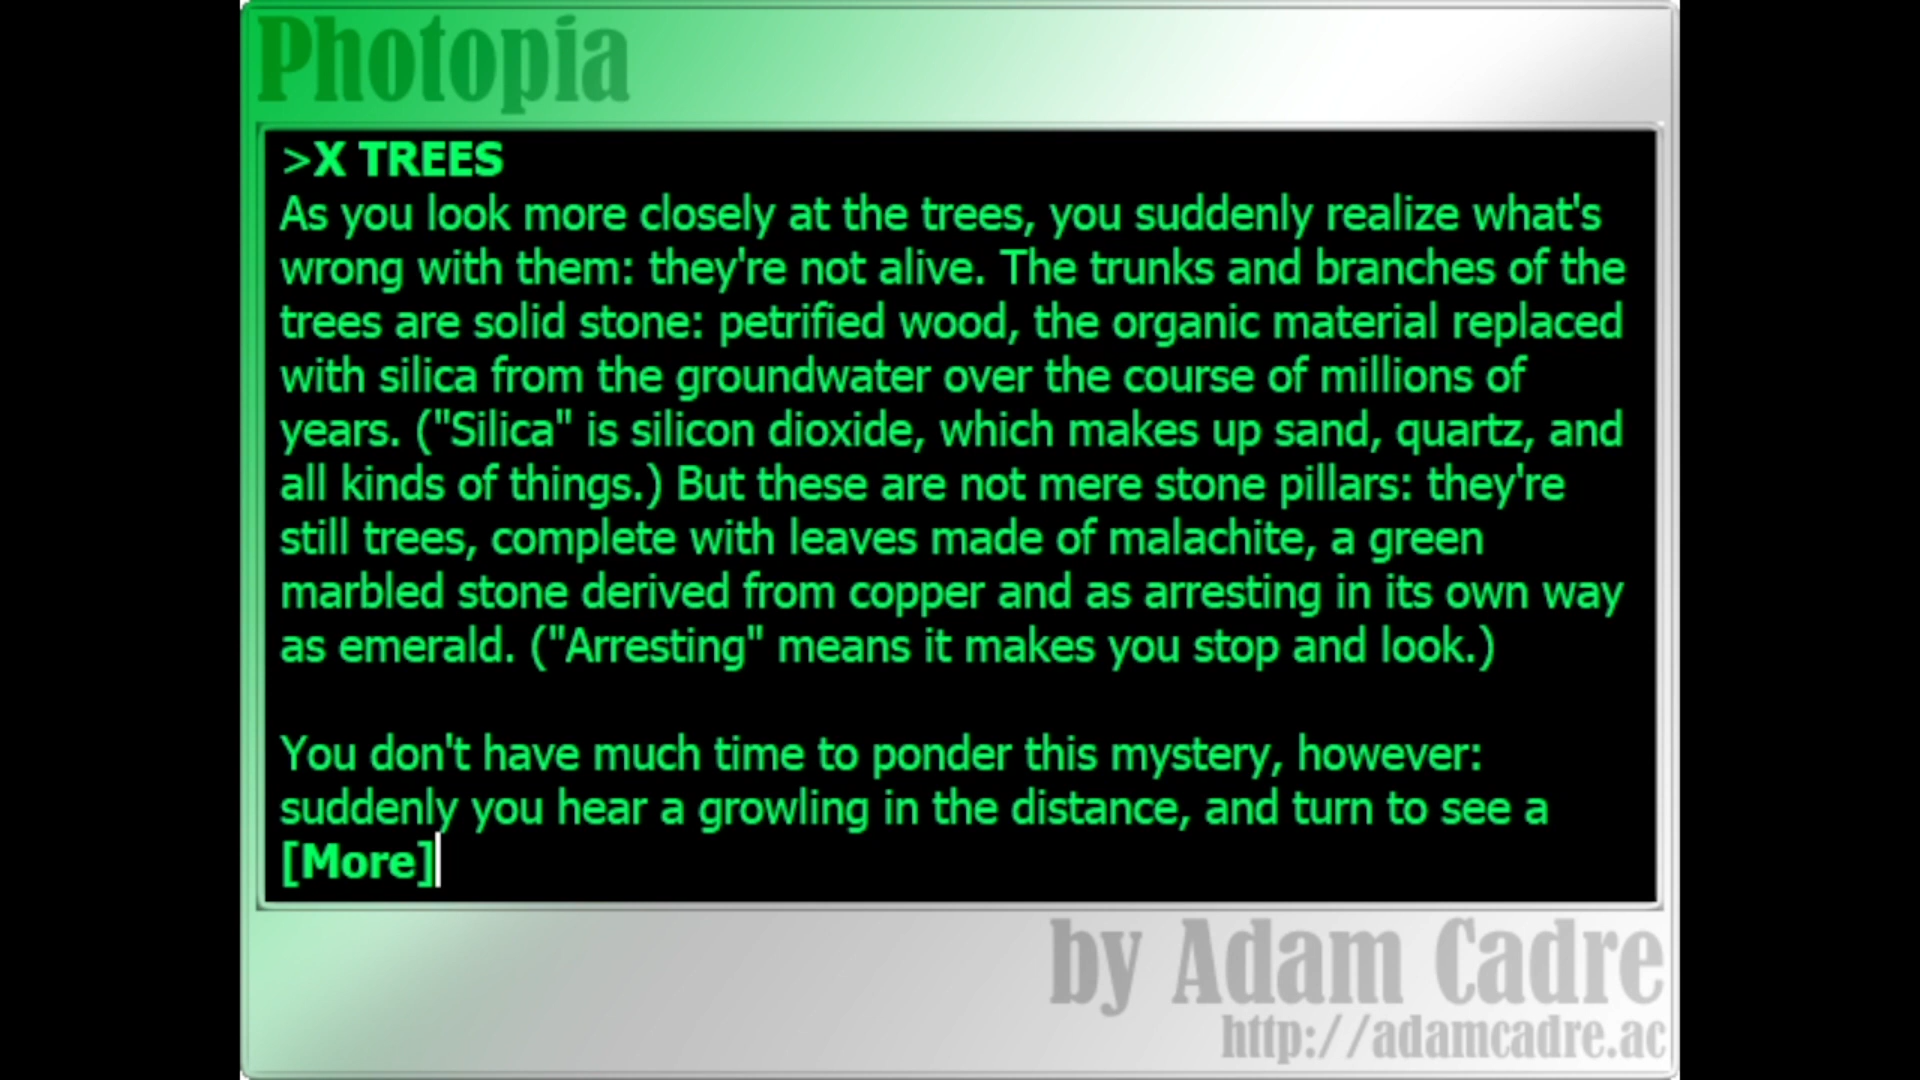 Photopia
>X TREES
As you look more closely at the trees, you suddenly realize what's
wrong with them: they're not alive. The trunks and branches of the
trees are solid stone: petrified wood, the organic material replaced
with silica from the groundwater over the course of millions of
years. ("Silica" is silicon dioxide, which makes up sand, quartz, and
all kinds of things.) But these are not mere stone pillars: they're
still trees, complete with leaves made of malachite, a green
marbled stone derived from copper and as arresting in its own way
as emerald. ("Arresting" means it makes you stop and look.)
You don't have much time to ponder this mystery, however:
suddenly you hear a growling in the distance, and turn to see a
[More]
by Adam Cadre
http://adamcadre.ac